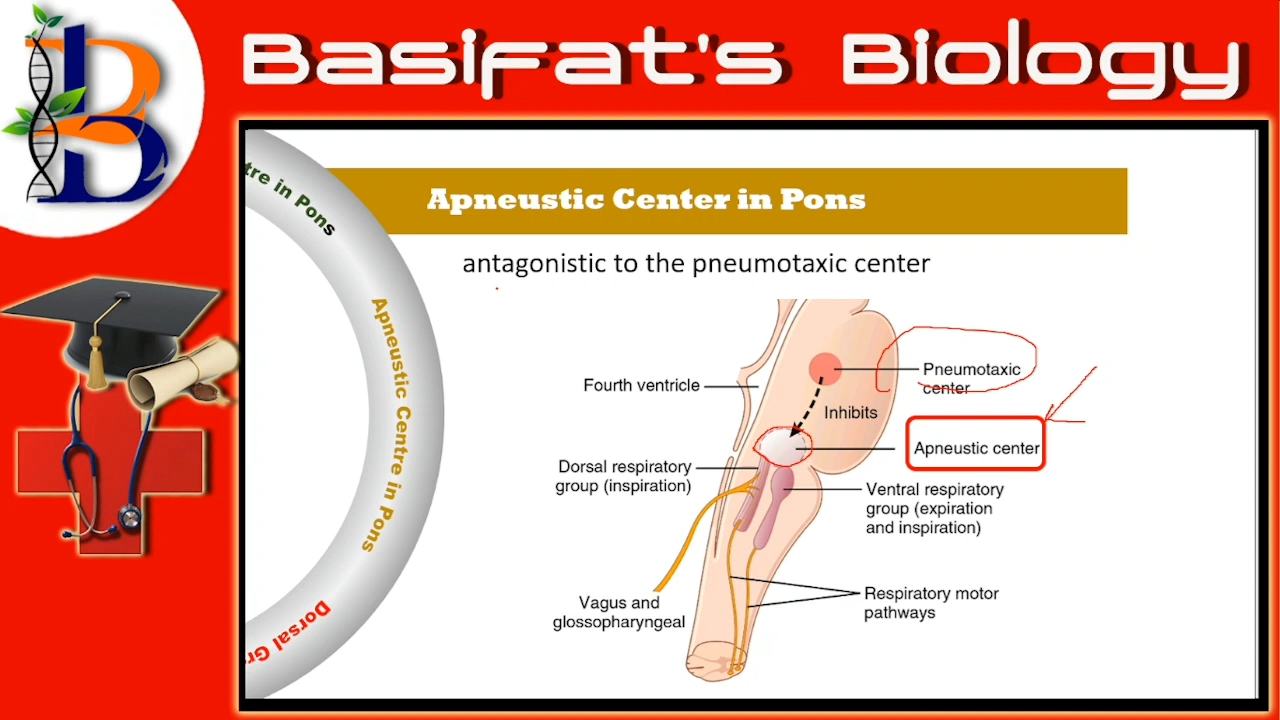 Basifat's Biology
tre in Pons
Apneustic Center in Pons
antagonistic to the pneumotaxic center
Apneustic Centre in Pons
Fourth ventricle
Pneumotaxic
center
Inhibits
Apneustic center
Dorsal respiratory
group (inspiration)
Ventral respiratory
group (expiration
and inspiration)
Vagus and
glossopharyngeal
Respiratory motor
pathways
Dorsal Gr